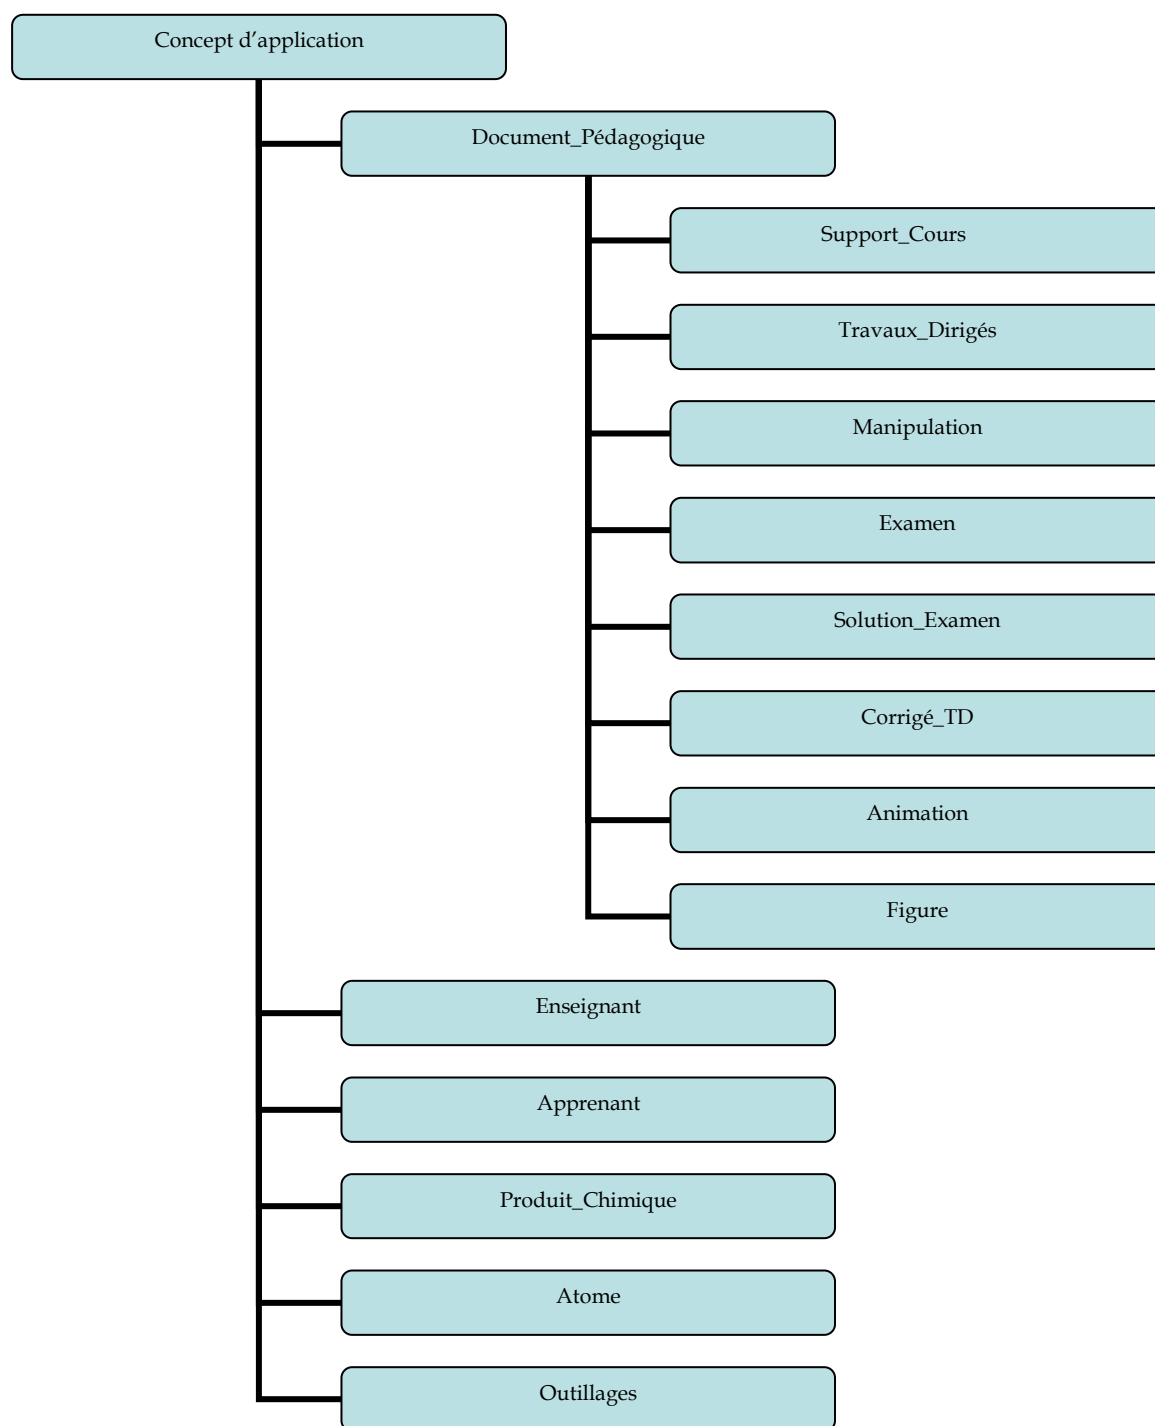 Concept d’application
Document_Pédagogique
Support_Cours
Travaux_Dirigés
Manipulation
Examen
Solution_Examen
Corrigé_TD
Animation
Figure
Enseignant
Apprenant
Produit_Chimique
Atome
Outillages